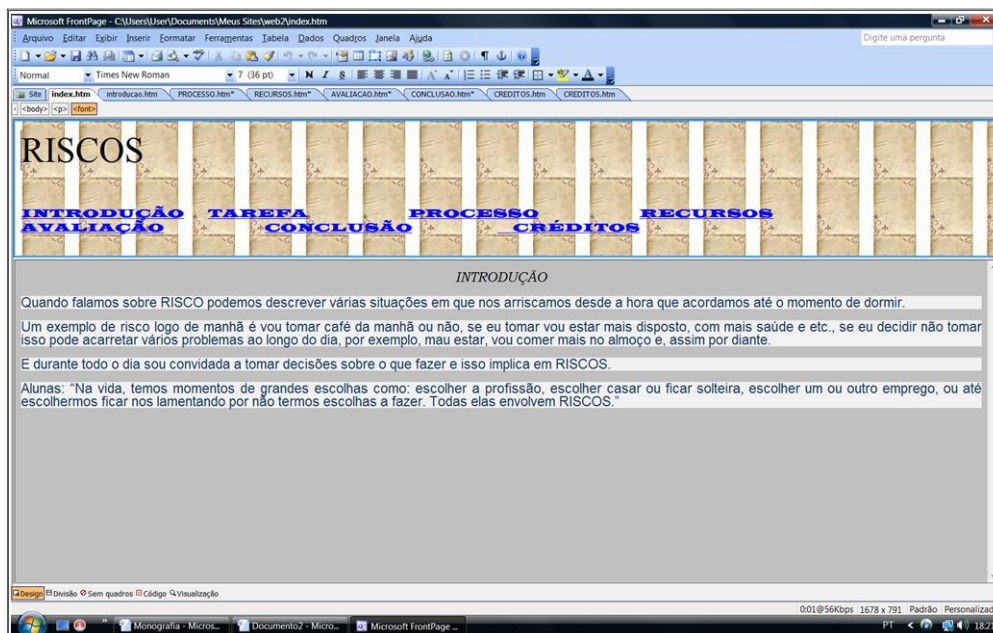 Microsoft FrontPage - C:\Users\User\Documents\Meus Sites\web2\index.htm
Arquivo Editar Exibir Inserir Formatar Ferramentas Tabela Dados Quadros Janela Ajuda
Digite uma pergunta
Normal Times New Roman 7 (36 pt) N I S
Site index.htm introducao.htm PROCESSO.htm* RECURSOS.htm* AVALIACAO.htm* CONCLUSAO.htm* CREDITOS.htm CREDITOS.htm
<body> <p> <font>
RISCOS
INTRODUÇÃO TAREFA PROCESSO RECURSOS
AVALIAÇÃO CONCLUSÃO CRÉDITOS
INTRODUÇÃO
Quando falamos sobre RISCO podemos descrever várias situações em que nos arriscamos desde a hora que acordamos até o momento de dormir.
Um exemplo de risco logo de manhã é vou tomar café da manhã ou não, se eu tomar vou estar mais disposto, com mais saúde e etc., se eu decidir não tomar
isso pode acarretar vários problemas ao longo do dia, por exemplo, mau estar, vou comer mais no almoço e, assim por diante.
E durante todo o dia sou convidada a tomar decisões sobre o que fazer e isso implica em RISCOS.
Alunas: “Na vida, temos momentos de grandes escolhas como: escolher a profissão, escolher casar ou ficar solteira, escolher um ou outro emprego, ou até
escolhermos ficar nos lamentando por não termos escolhas a fazer. Todas elas envolvem RISCOS.”
Design Divisão Sem quadros Código Visualização
0:01@56Kbps 1678 x 791 Padrão Personalizad
Monografia - Micros... Documento2 - Micro... Microsoft FrontPage ... PT 18:21